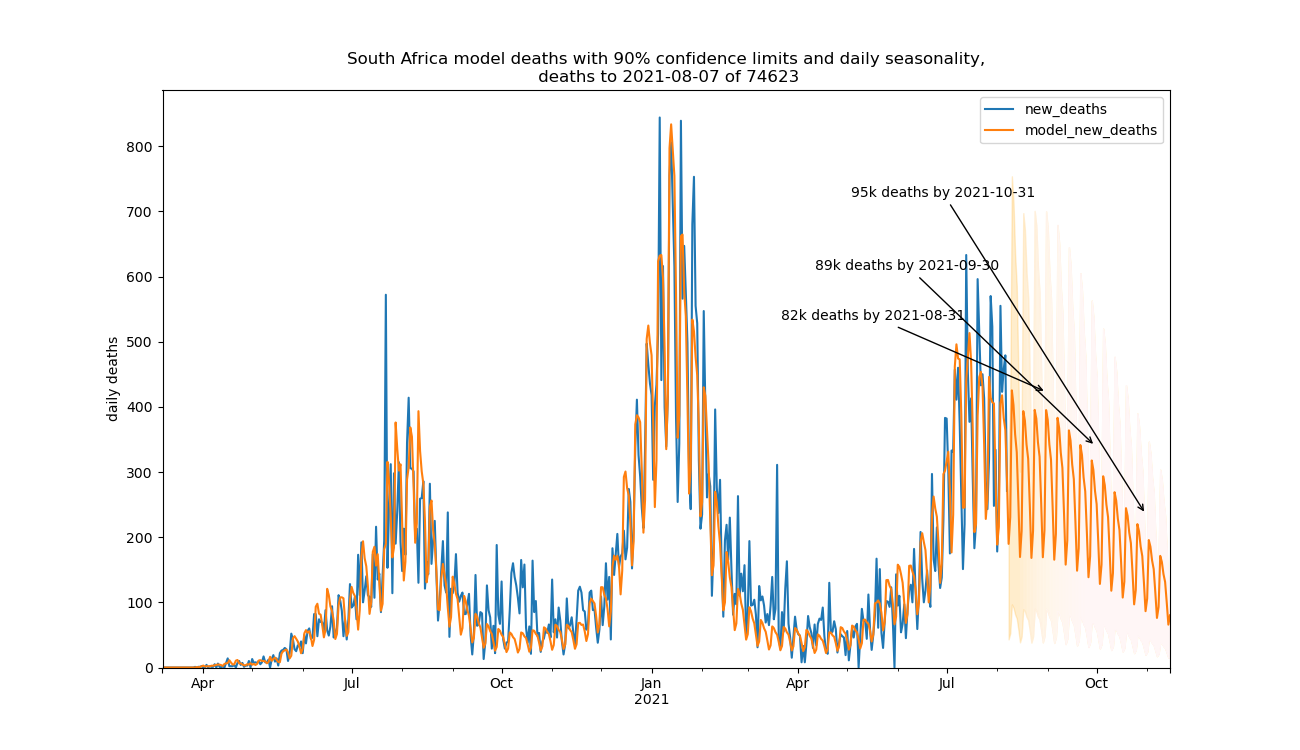 South Africa model deaths with 90% confidence limits and daily seasonality,
deaths to 2021-08-07 of 74623
new_deaths
model_new_deaths
95k deaths by 2021-10-31
89k deaths by 2021-09-30
82k deaths by 2021-08-31
daily deaths
800
700
600
500
400
300
200
100
0
Apr
Jul
Oct
Jan
2021
Apr
Jul
Oct